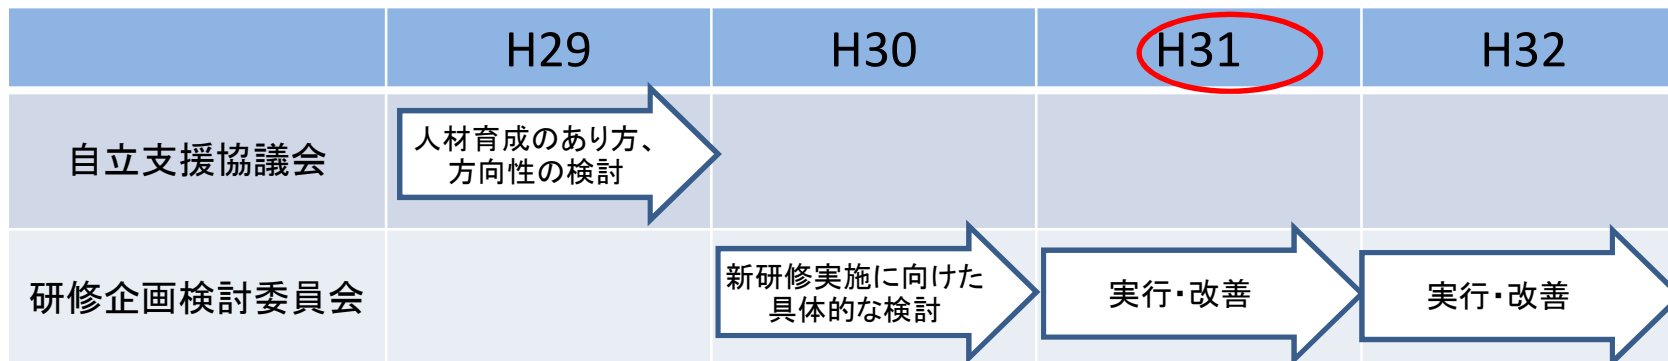 H29 H30 H31 H32
自立支援協議会
人材育成のあり方、
方向性の検討
研修企画検討委員会
新研修実施に向けた
具体的な検討
実行・改善
実行・改善